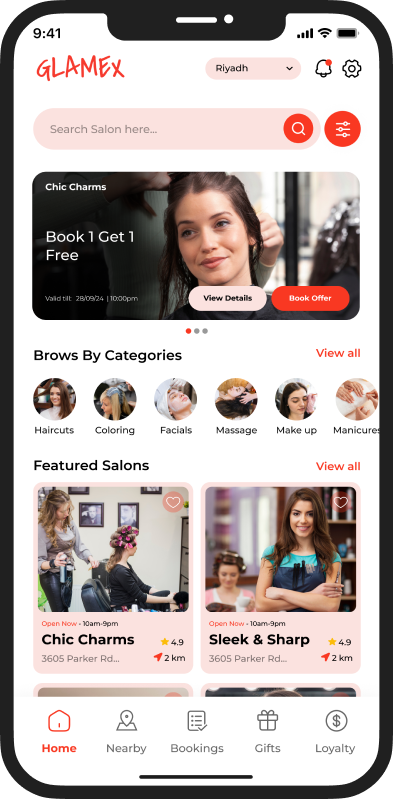 9:41
GLAMEX
Riyadh
Search Salon here...
Chic Charms
Book 1 Get 1
Free
Valid till: 28/09/24 | 10:00pm
View Details
Book Offer
Brows By Categories
View all
Haircuts
Coloring
Facials
Massage
Make up
Manicures
Featured Salons
View all
Open Now - 10am-9pm
Chic Charms
4.9
3605 Parker Rd...
2 km
Open Now - 10am-9pm
Sleek & Sharp
4.9
3605 Parker Rd...
2 km
Home
Nearby
Bookings
Gifts
Loyalty